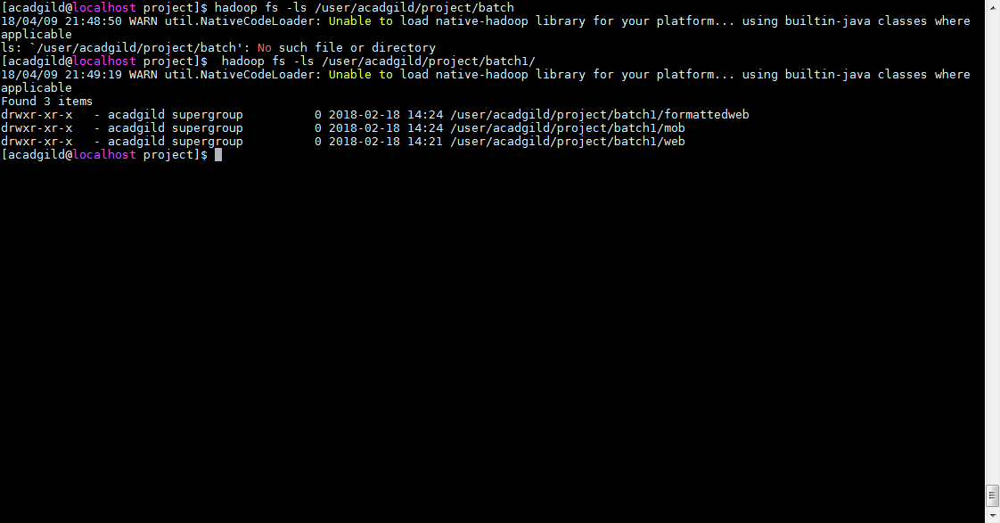 [acadgild@localhost project]$ hadoop fs -ls /user/acadgild/project/batch
18/04/09 21:48:50 WARN util.NativeCodeLoader: Unable to load native-hadoop library for your platform... using builtin-java classes where
applicable
ls: `/user/acadgild/project/batch': No such file or directory
[acadgild@localhost project]$  hadoop fs -ls /user/acadgild/project/batch1/
18/04/09 21:49:19 WARN util.NativeCodeLoader: Unable to load native-hadoop library for your platform... using builtin-java classes where
applicable
Found 3 items
drwxr-xr-x   - acadgild supergroup          0 2018-02-18 14:24 /user/acadgild/project/batch1/formattedweb
drwxr-xr-x   - acadgild supergroup          0 2018-02-18 14:24 /user/acadgild/project/batch1/mob
drwxr-xr-x   - acadgild supergroup          0 2018-02-18 14:21 /user/acadgild/project/batch1/web
[acadgild@localhost project]$